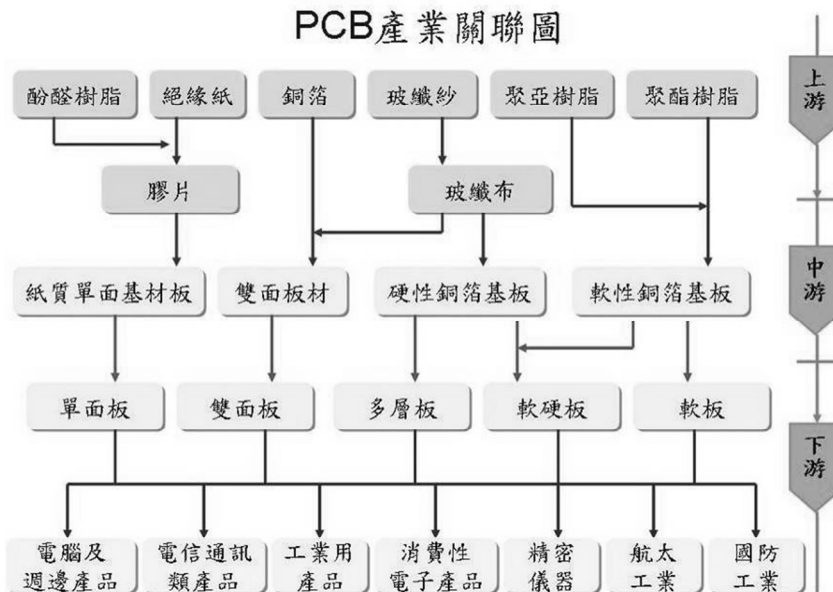 PCB產業關聯圖
酚醛樹脂 絕緣紙 銅箔 玻纖紗 聚亞樹脂 聚酯樹脂
上游
膠片 玻纖布
紙質單面基材板 雙面板材 硬性銅箔基板 軟性銅箔基板
中游
單面板 雙面板 多層板 軟硬板 軟板
下游
電腦及 電信通訊 工業用 消費性 精密 航太 國防
週邊產品 類產品 產品 電子產品 儀器 工業 工業